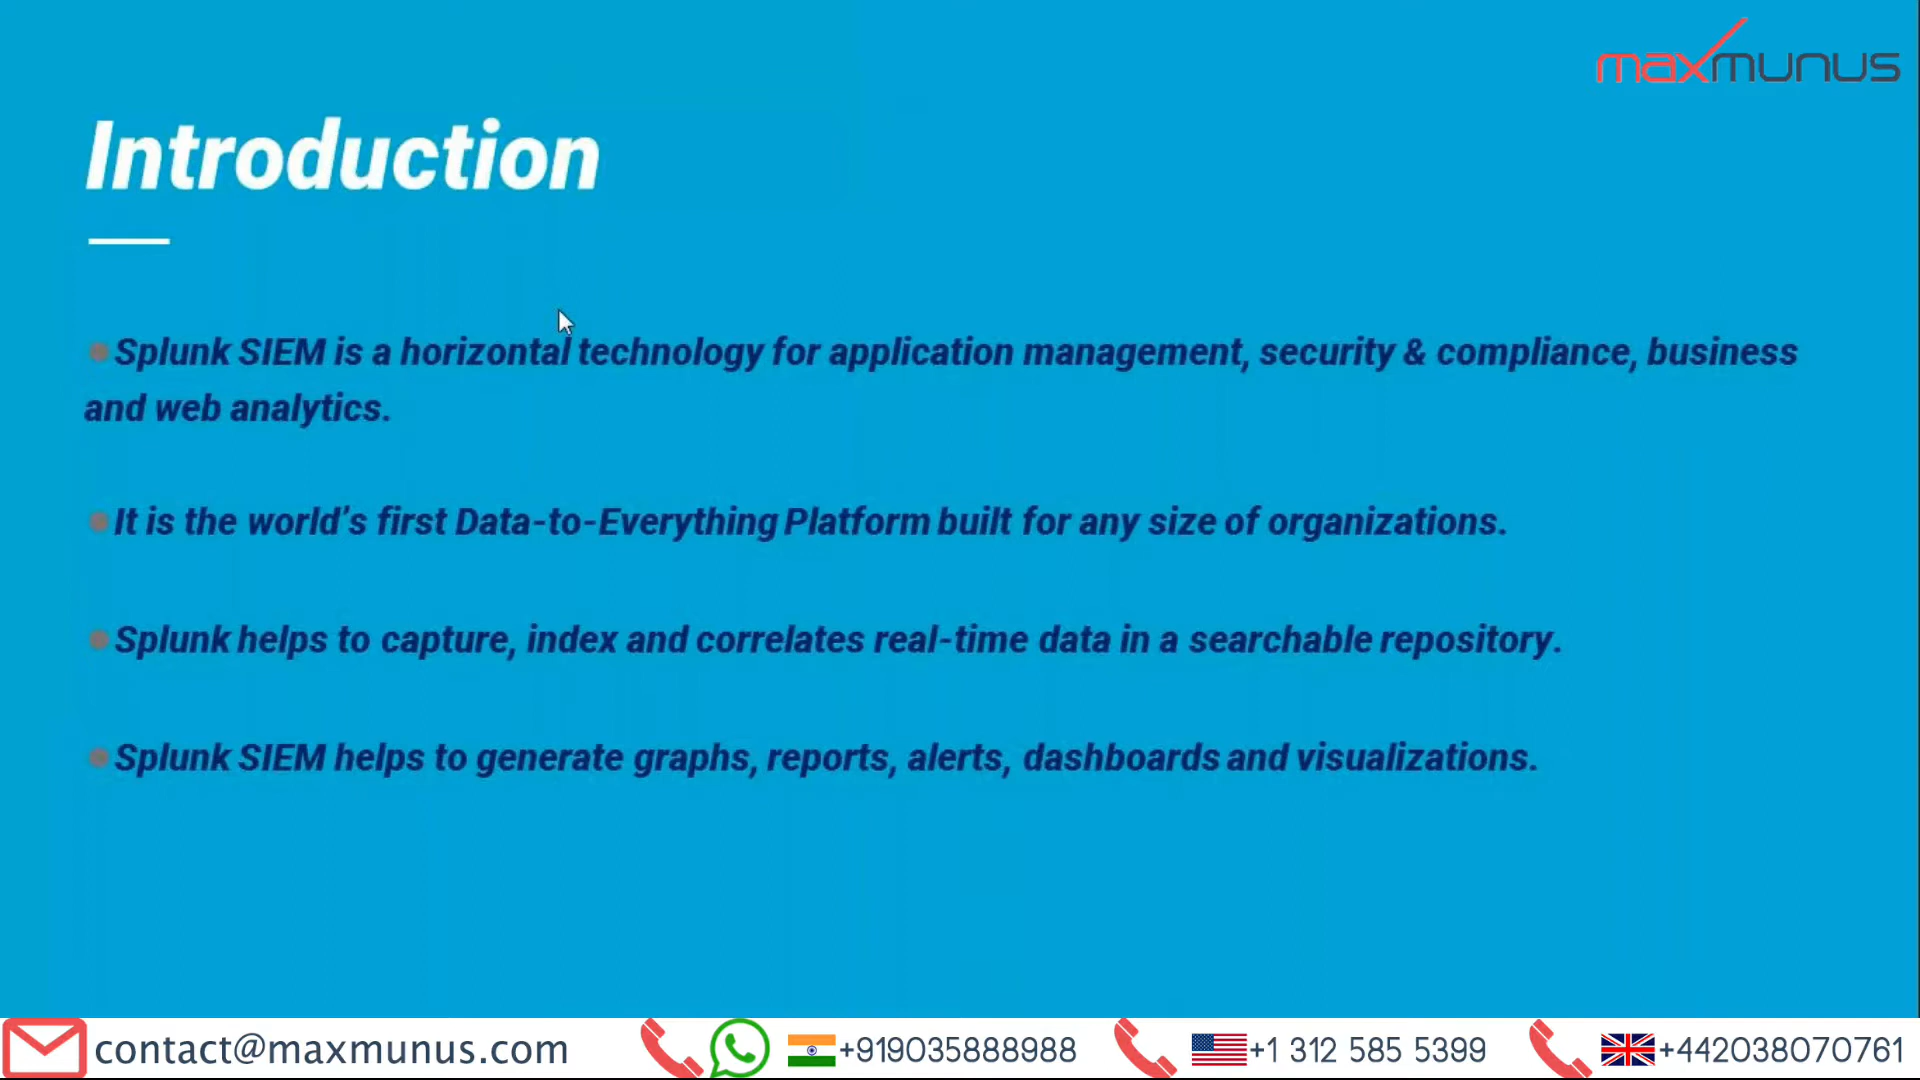 maxmunus
Introduction
Splunk SIEM is a horizontal technology for application management, security & compliance, business
and web analytics.
It is the world's first Data-to-Everything Platform built for any size of organizations.
Splunk helps to capture, index and correlates real-time data in a searchable repository.
Splunk SIEM helps to generate graphs, reports, alerts, dashboards and visualizations.
contact@maxmunus.com +919035888988 +1 312 585 5399 +442038070761